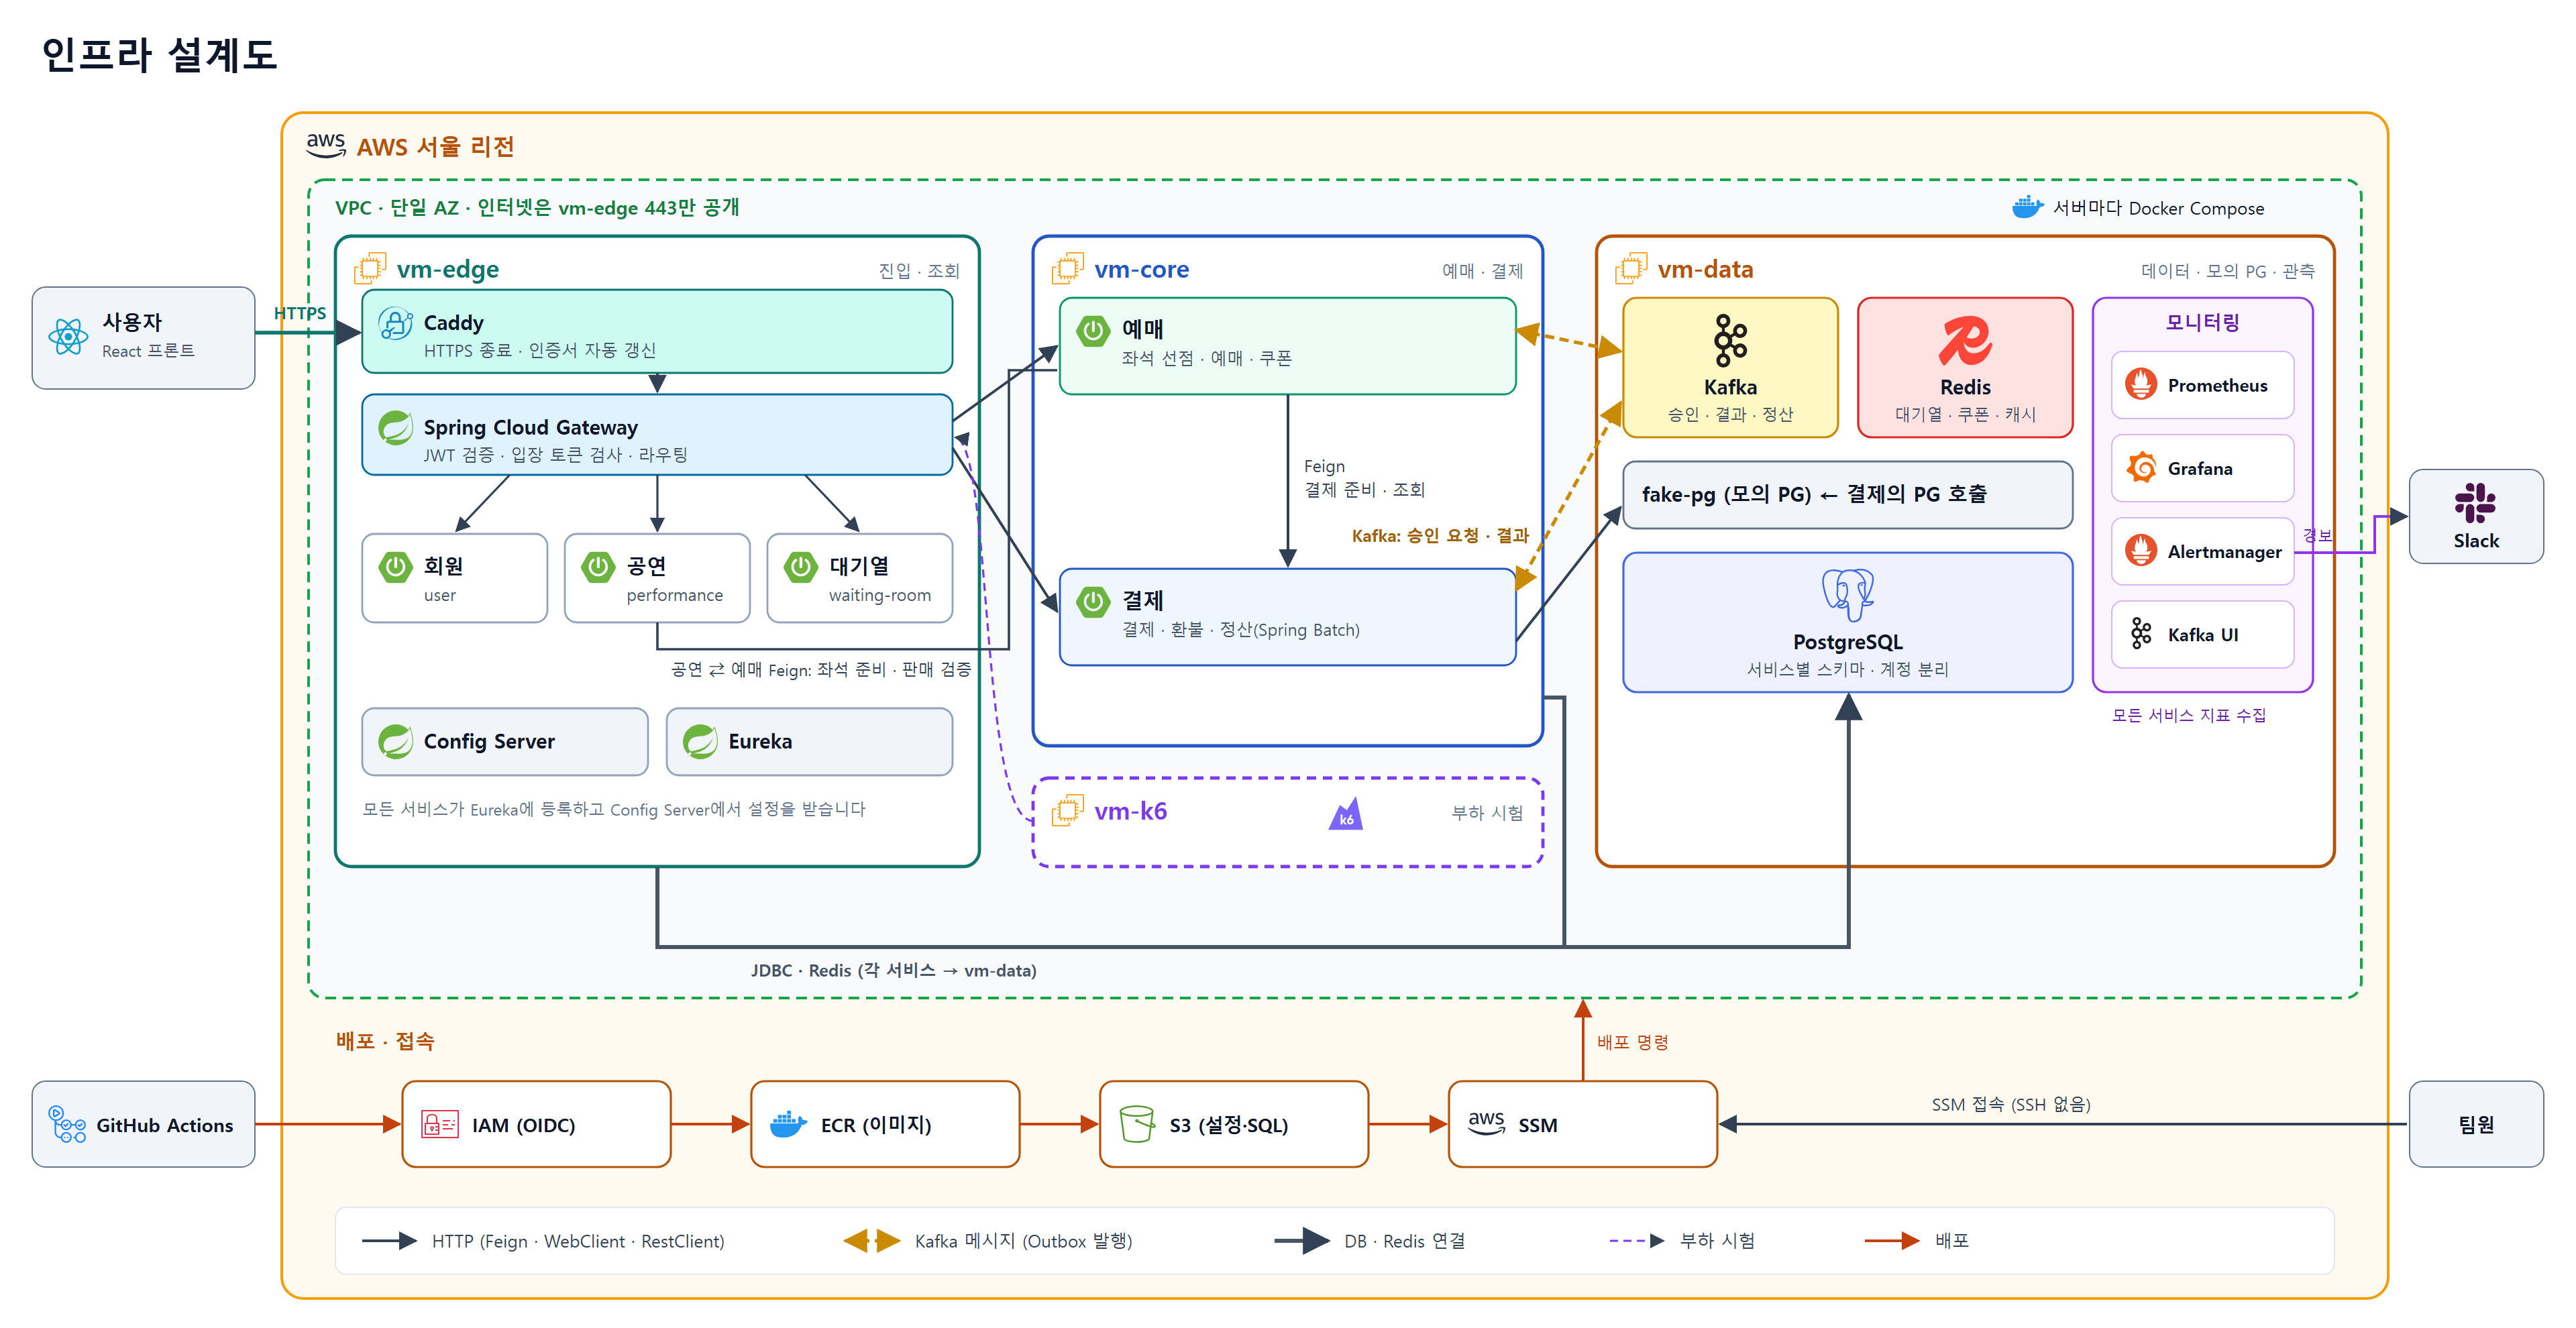 인프라 설계도
aws AWS 서울 리전
VPC · 단일 AZ · 인터넷은 vm-edge 443만 공개
서버마다 Docker Compose
사용자
React 프론트
HTTPS
vm-edge
진입 · 조회
Caddy
HTTPS 종료 · 인증서 자동 갱신
Spring Cloud Gateway
JWT 검증 · 입장 토큰 검사 · 라우팅
회원
user
공연
performance
대기열
waiting-room
공연 ⇄ 예매 Feign: 좌석 준비 · 판매 검증
Config Server
Eureka
모든 서비스가 Eureka에 등록하고 Config Server에서 설정을 받습니다
vm-core
예매 · 결제
예매
좌석 선점 · 예매 · 쿠폰
Feign
결제 준비 · 조회
Kafka: 승인 요청 · 결과
결제
결제 · 환불 · 정산(Spring Batch)
vm-k6
k6
부하 시험
vm-data
데이터 · 모의 PG · 관측
Kafka
승인 · 결과 · 정산
Redis
대기열 · 쿠폰 · 캐시
fake-pg (모의 PG) ← 결제의 PG 호출
PostgreSQL
서비스별 스키마 · 계정 분리
모니터링
Prometheus
Grafana
Alertmanager
Kafka UI
모든 서비스 지표 수집
경보
Slack
JDBC · Redis (각 서비스 → vm-data)
배포 · 접속
배포 명령
GitHub Actions
IAM (OIDC)
ECR (이미지)
S3 (설정·SQL)
aws SSM
SSM 접속 (SSH 없음)
팀원
HTTP (Feign · WebClient · RestClient)
Kafka 메시지 (Outbox 발행)
DB · Redis 연결
부하 시험
배포